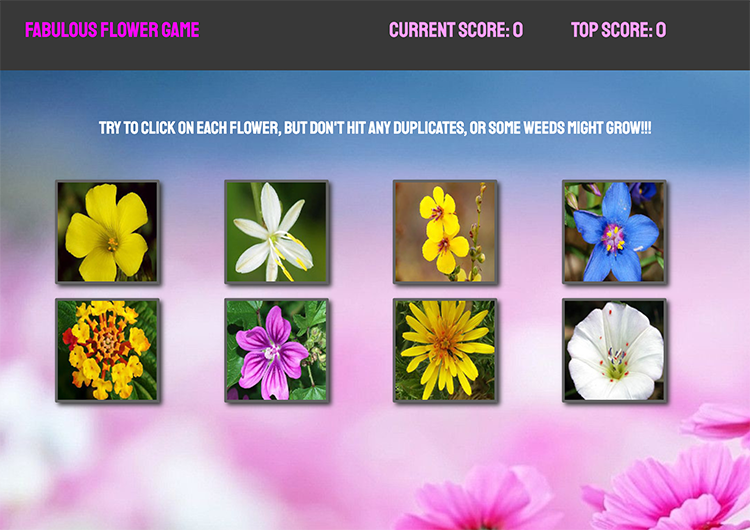 FABULOUS FLOWER GAME CURRENT SCORE: 0 TOP SCORE: 0
TRY TO CLICK ON EACH FLOWER, BUT DON'T HIT ANY DUPLICATES, OR SOME WEEDS MIGHT GROW!!!